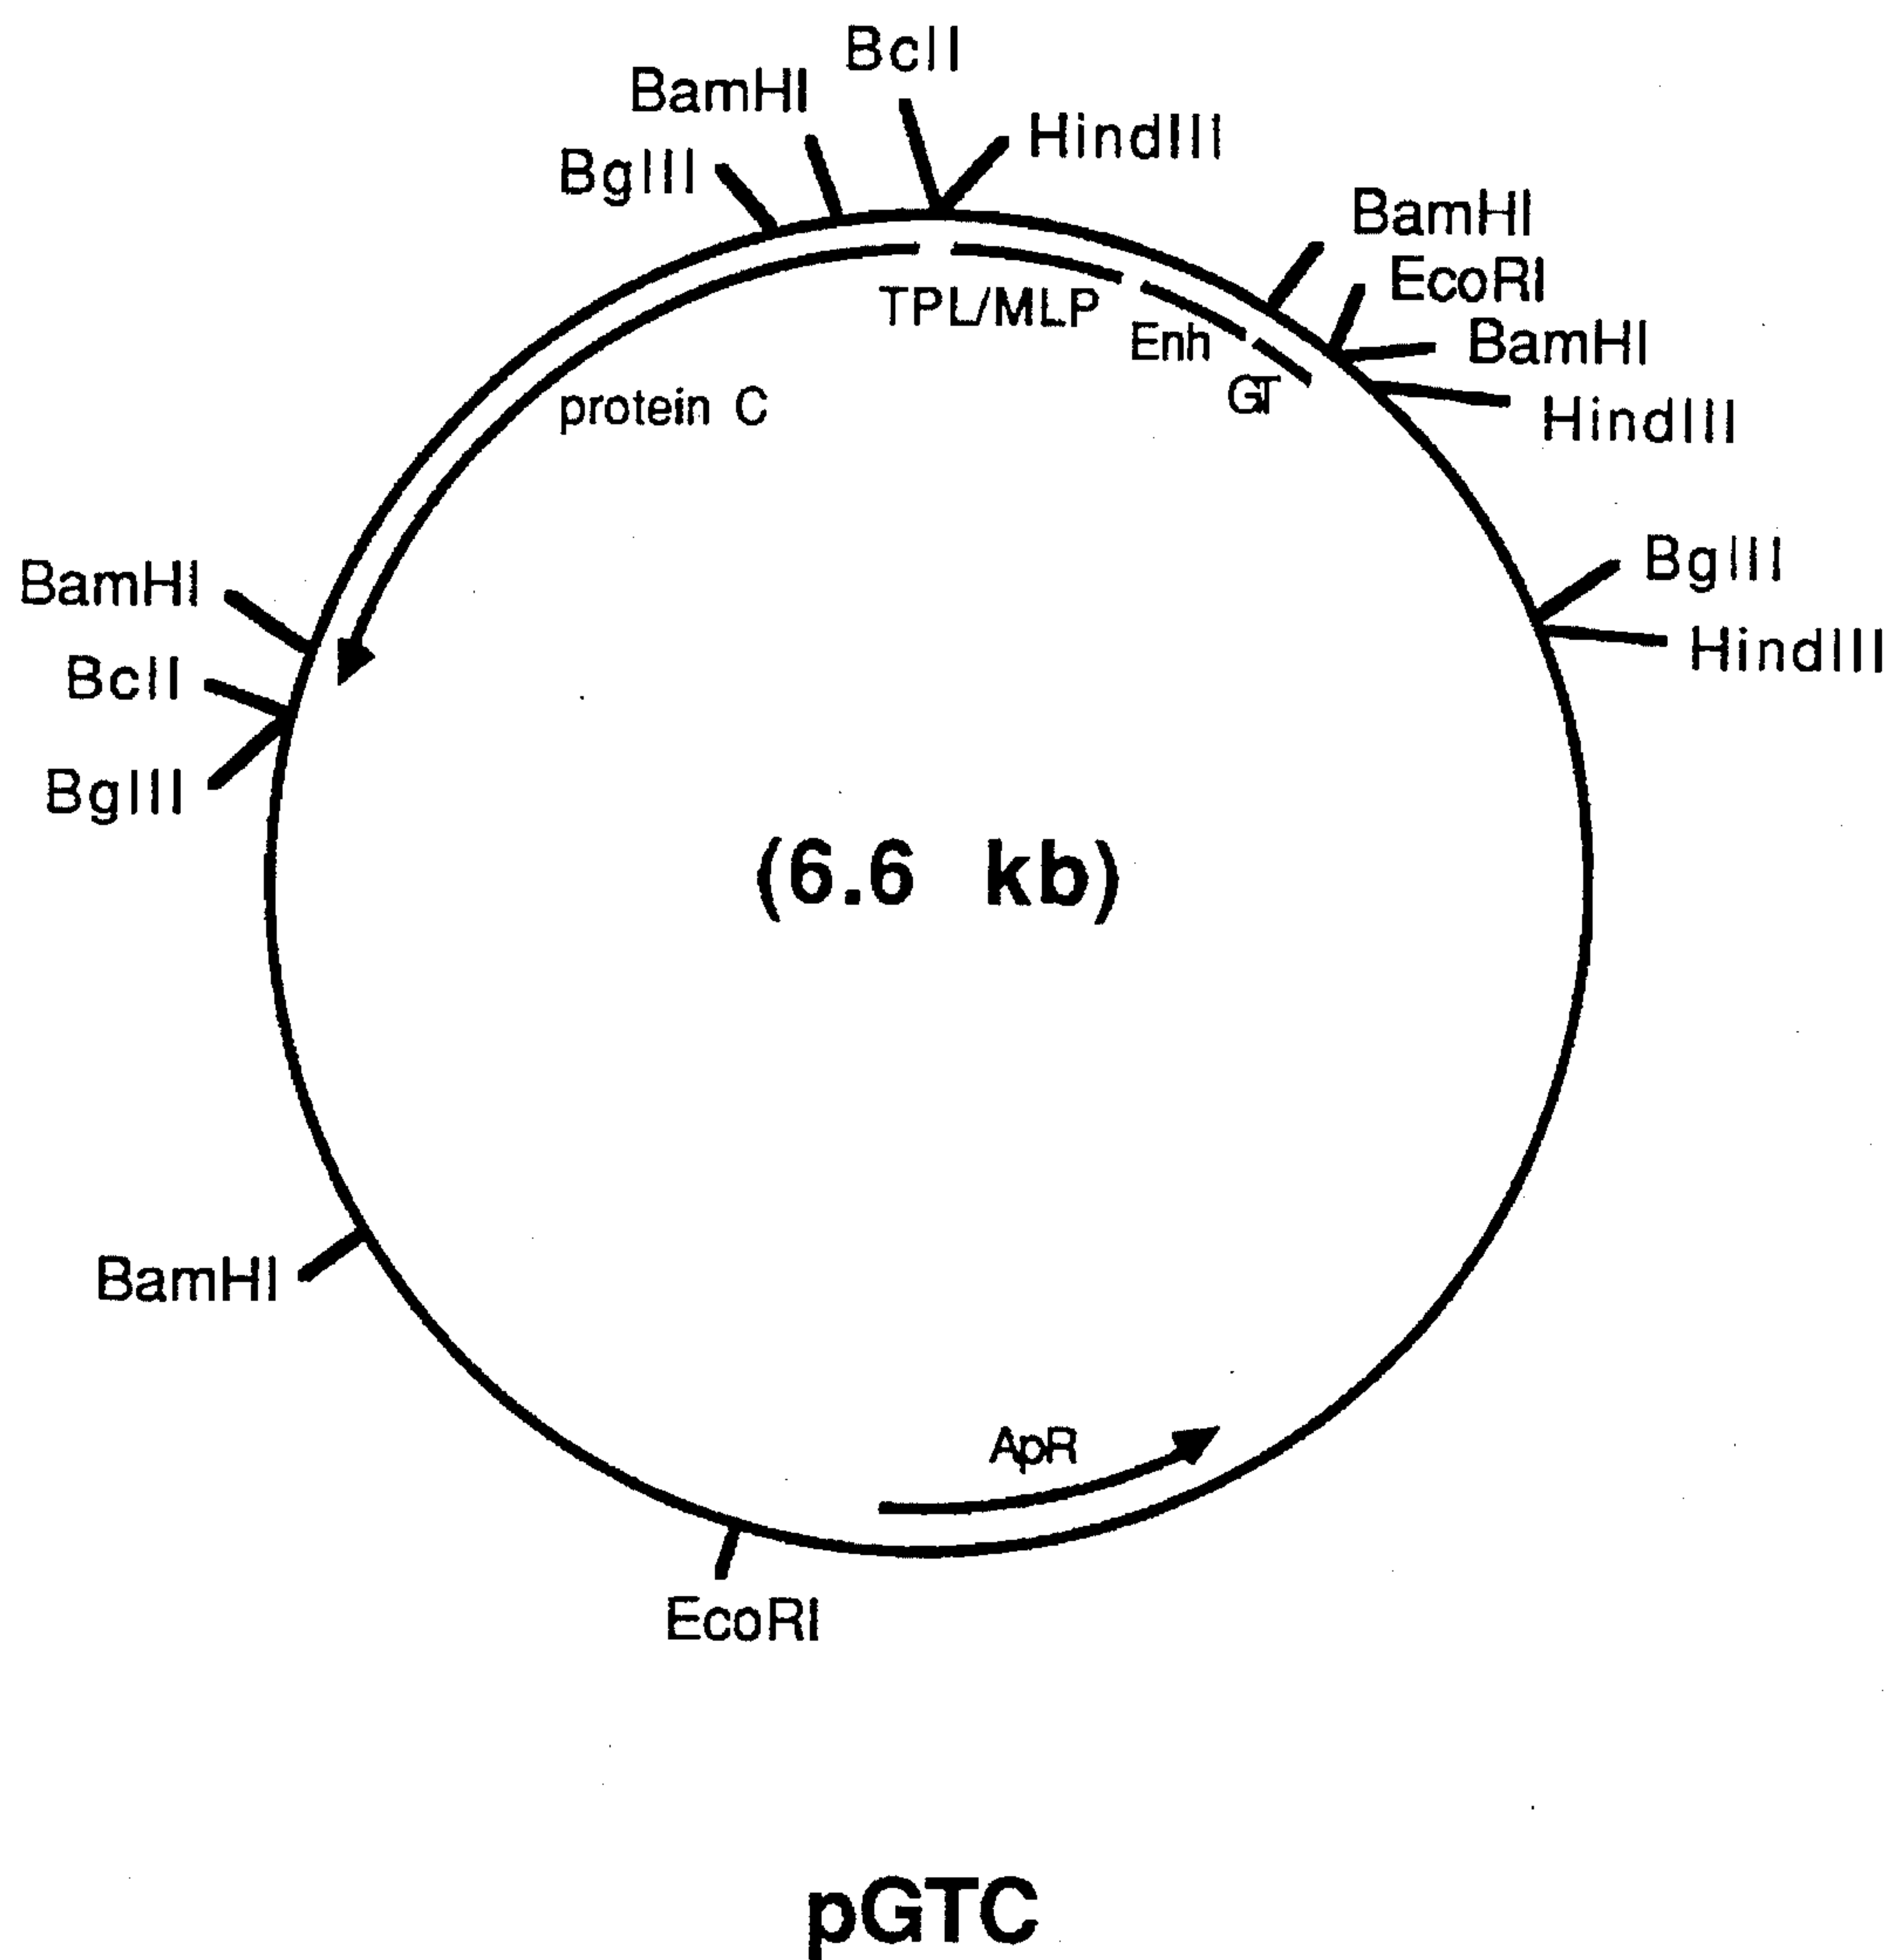 BclI
BamHI
HindIII
BglII
BamHI
EcoRI
TPL/MLP
BamHI
Enh
GT
protein C
HindIII
BglII
BamHI
HindIII
BclI
BglII
(6.6 kb)
BamHI
ApR
EcoRI
pGTC